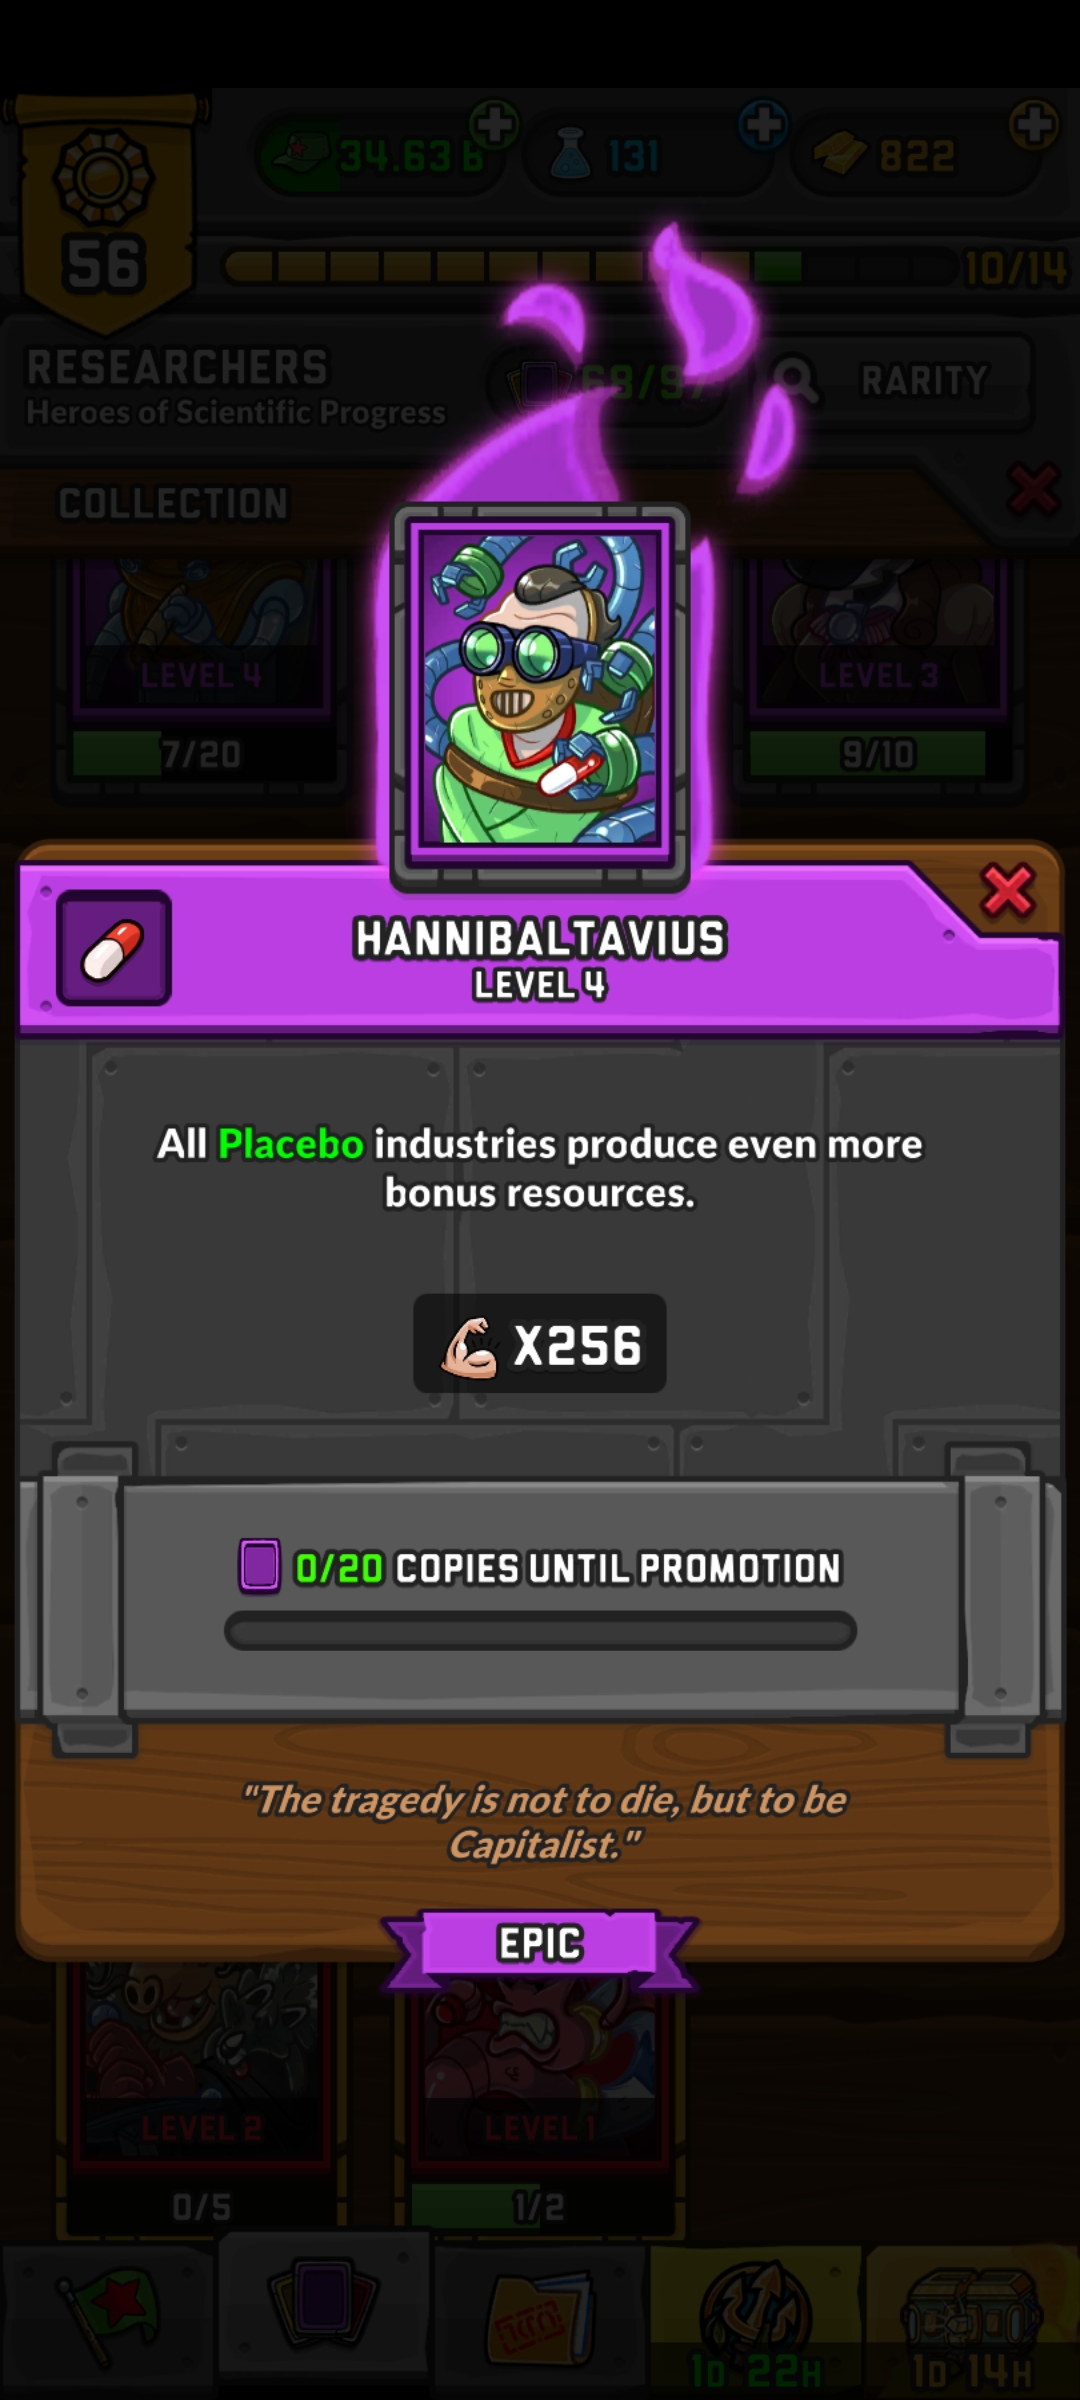 34.63 B
131
822
56
10/14
RESEARCHERS
Heroes of Scientific Progress
RARITY
COLLECTION
LEVEL 4
LEVEL 3
7/20
9/10
HANNIBALTAVIUS
LEVEL 4
All Placebo industries produce even more
bonus resources.
X256
0/20 COPIES UNTIL PROMOTION
"The tragedy is not to die, but to be
Capitalist."
EPIC
LEVEL 2
LEVEL 1
0/5
1/2
1D 22H
1D 14H